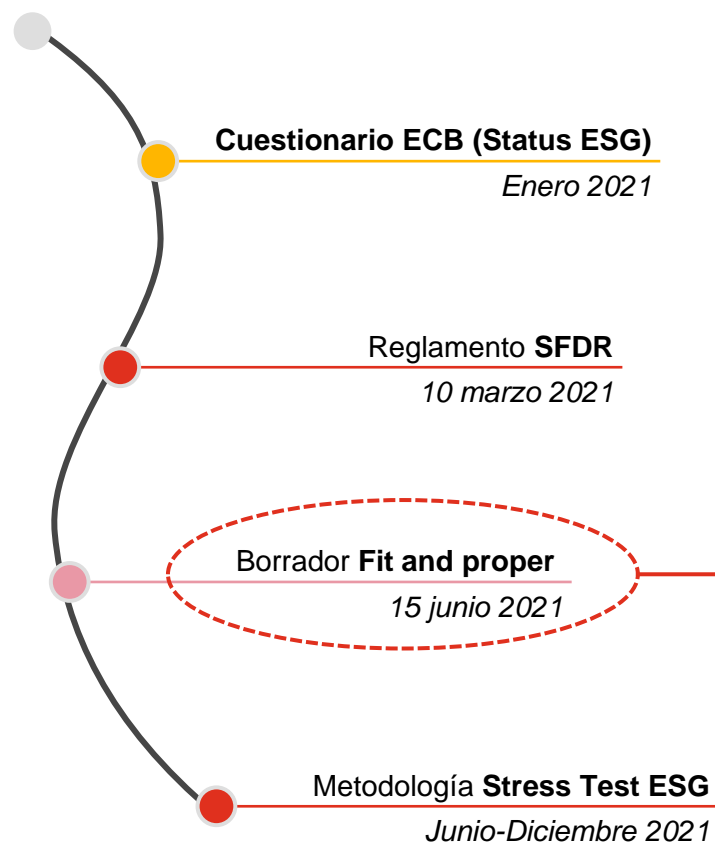 Cuestionario ECB (Status ESG)
Enero 2021
Reglamento SFDR
10 marzo 2021
Borrador Fit and proper
15 junio 2021
Metodología Stress Test ESG
Junio-Diciembre 2021